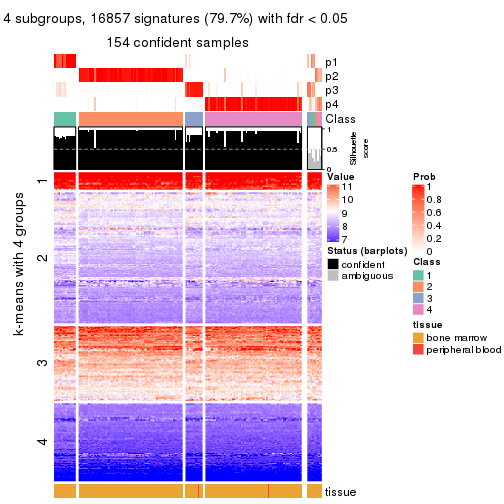 4 subgroups, 16857 signatures (79.7%) with fdr < 0.05
154 confident samples
p1
p2
p3
p4
Class
1
0.5
0
Silhouette
score
k-means with 4 groups
1
2
3
4
tissue
Value
11
10
9
8
7
Status (barplots)
confident
ambiguous
Prob
1
0.8
0.6
0.4
0.2
0
Class
1
2
3
4
tissue
bone marrow
peripheral blood